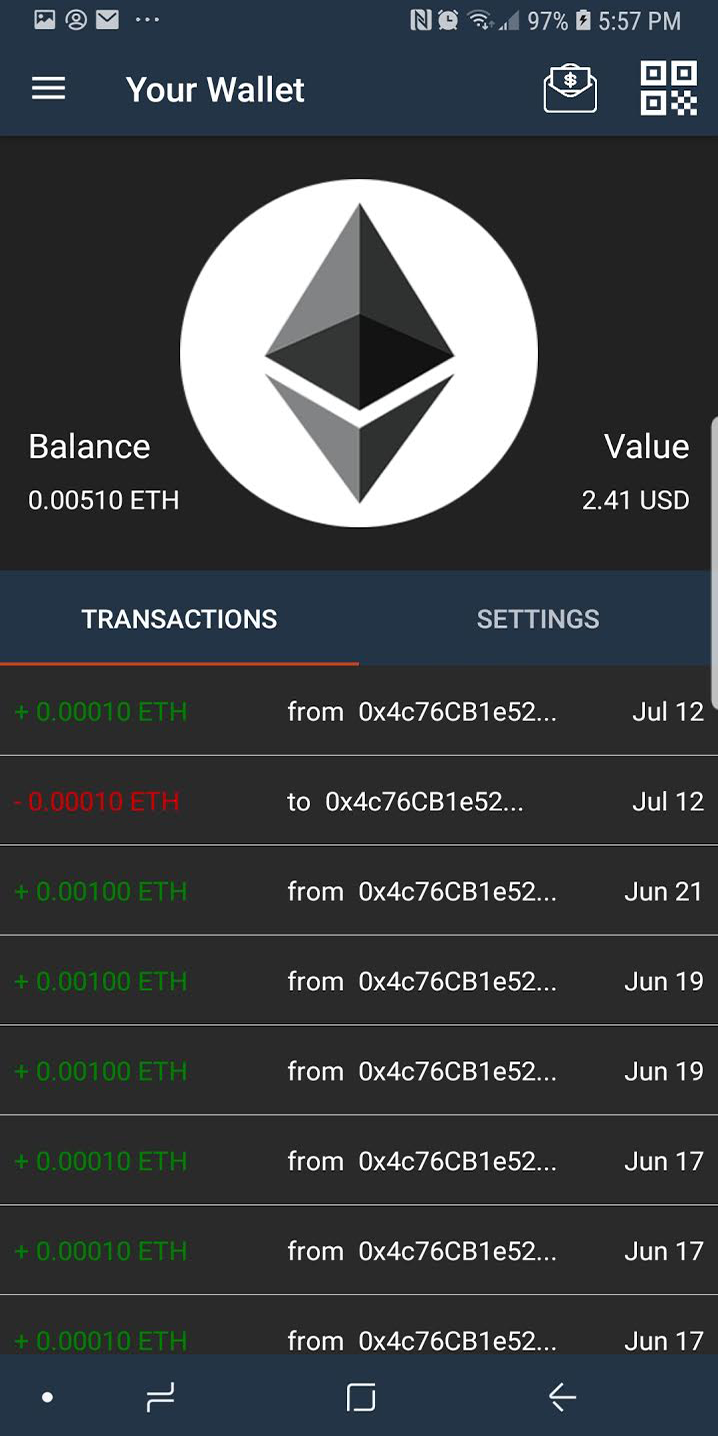 97% 5:57 PM
Your Wallet
Balance Value
0.00510 ETH 2.41 USD
TRANSACTIONS SETTINGS
+ 0.00010 ETH from 0x4c76CB1e52... Jul 12
- 0.00010 ETH to 0x4c76CB1e52... Jul 12
+ 0.00100 ETH from 0x4c76CB1e52... Jun 21
+ 0.00100 ETH from 0x4c76CB1e52... Jun 19
+ 0.00100 ETH from 0x4c76CB1e52... Jun 19
+ 0.00010 ETH from 0x4c76CB1e52... Jun 17
+ 0.00010 ETH from 0x4c76CB1e52... Jun 17
+ 0.00010 ETH from 0x4c76CB1e52... Jun 17